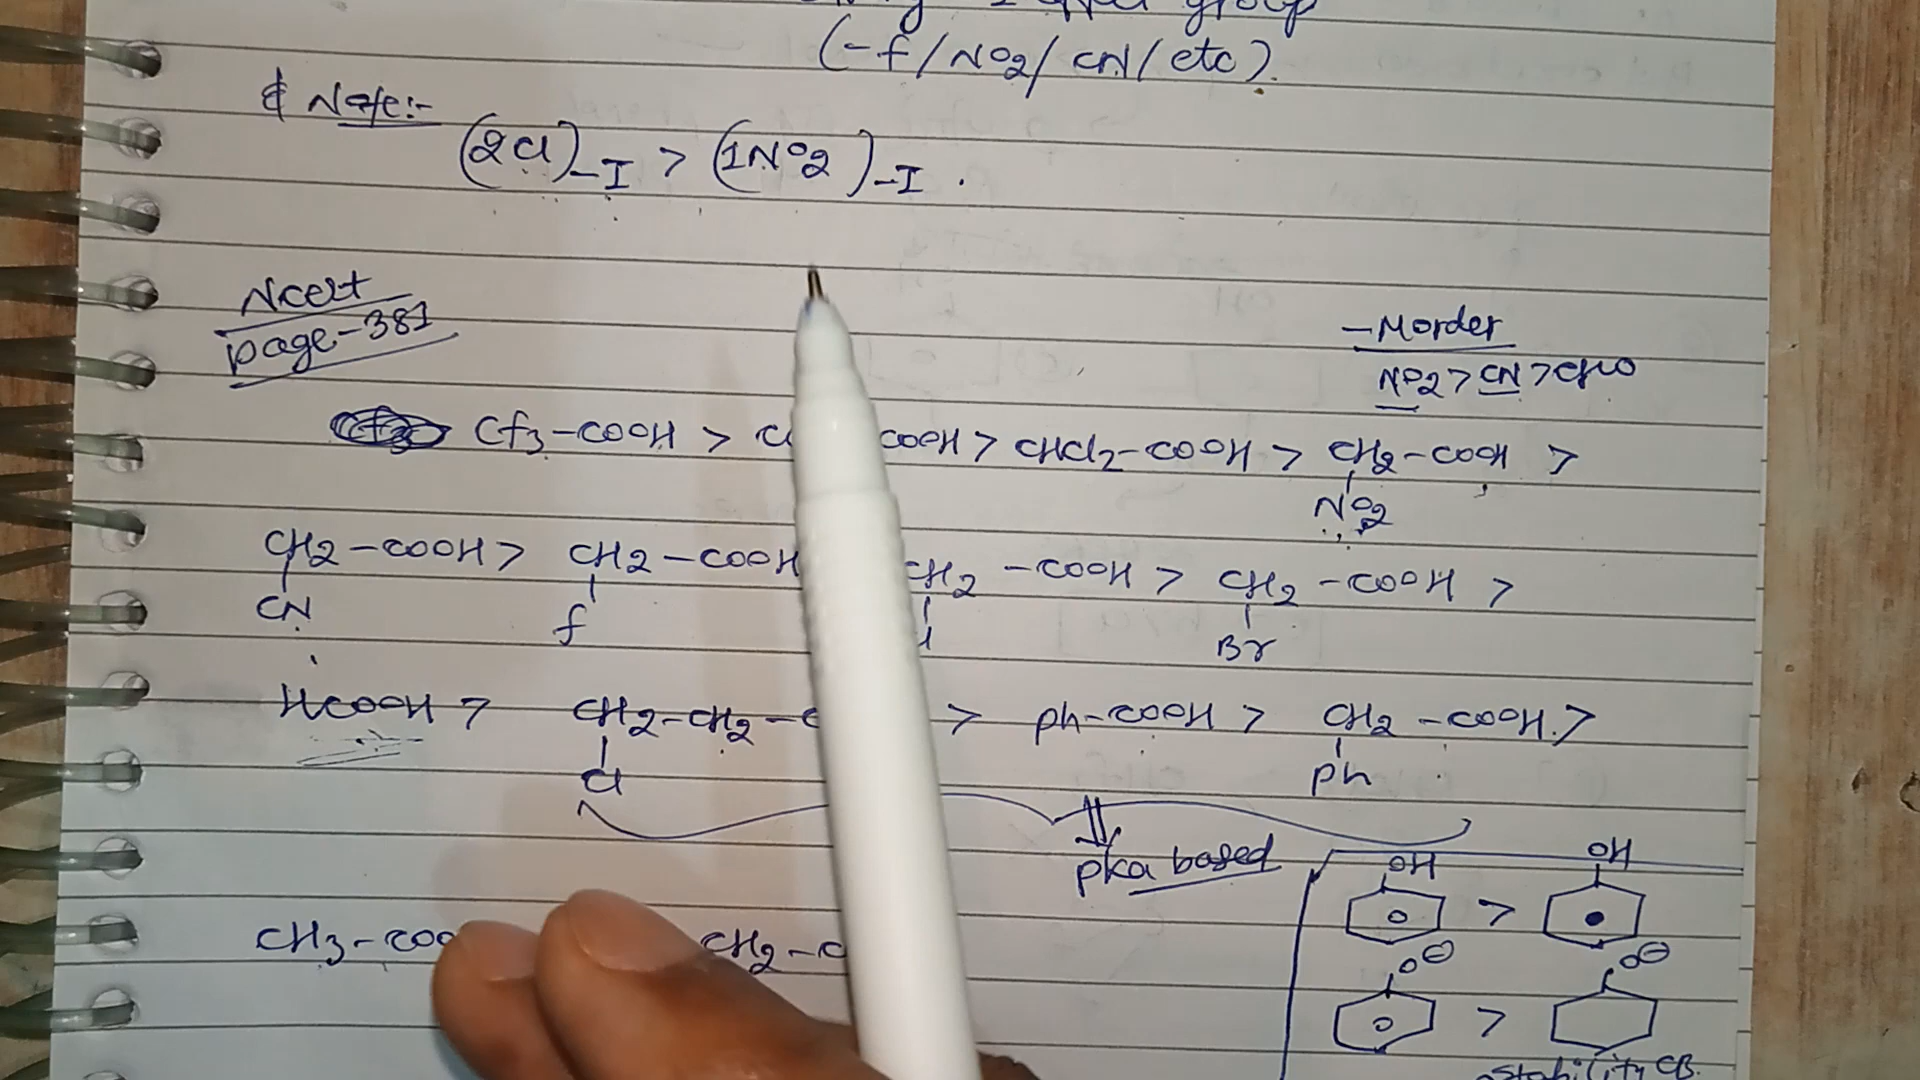 (-f/NO2/CN/etc).
Note:-
(2Cl)-I > (1NO2)-I .
Ncert
page-381
-M order
NO2 > CN > CHO
Cf3-COOH > COOH > CHCl2-COOH > CH2-COOH >
NO2
CH2-COOH > CH2-COOH CH2-COOH > CH2-COOH >
CN f Br
HCOOH > CH2-CH2- > ph-COOH > CH2-COOH >
Cl ph
pka based
OH > OH
CH3-COO CH2-C
O⊖ > O⊖
stability CB.